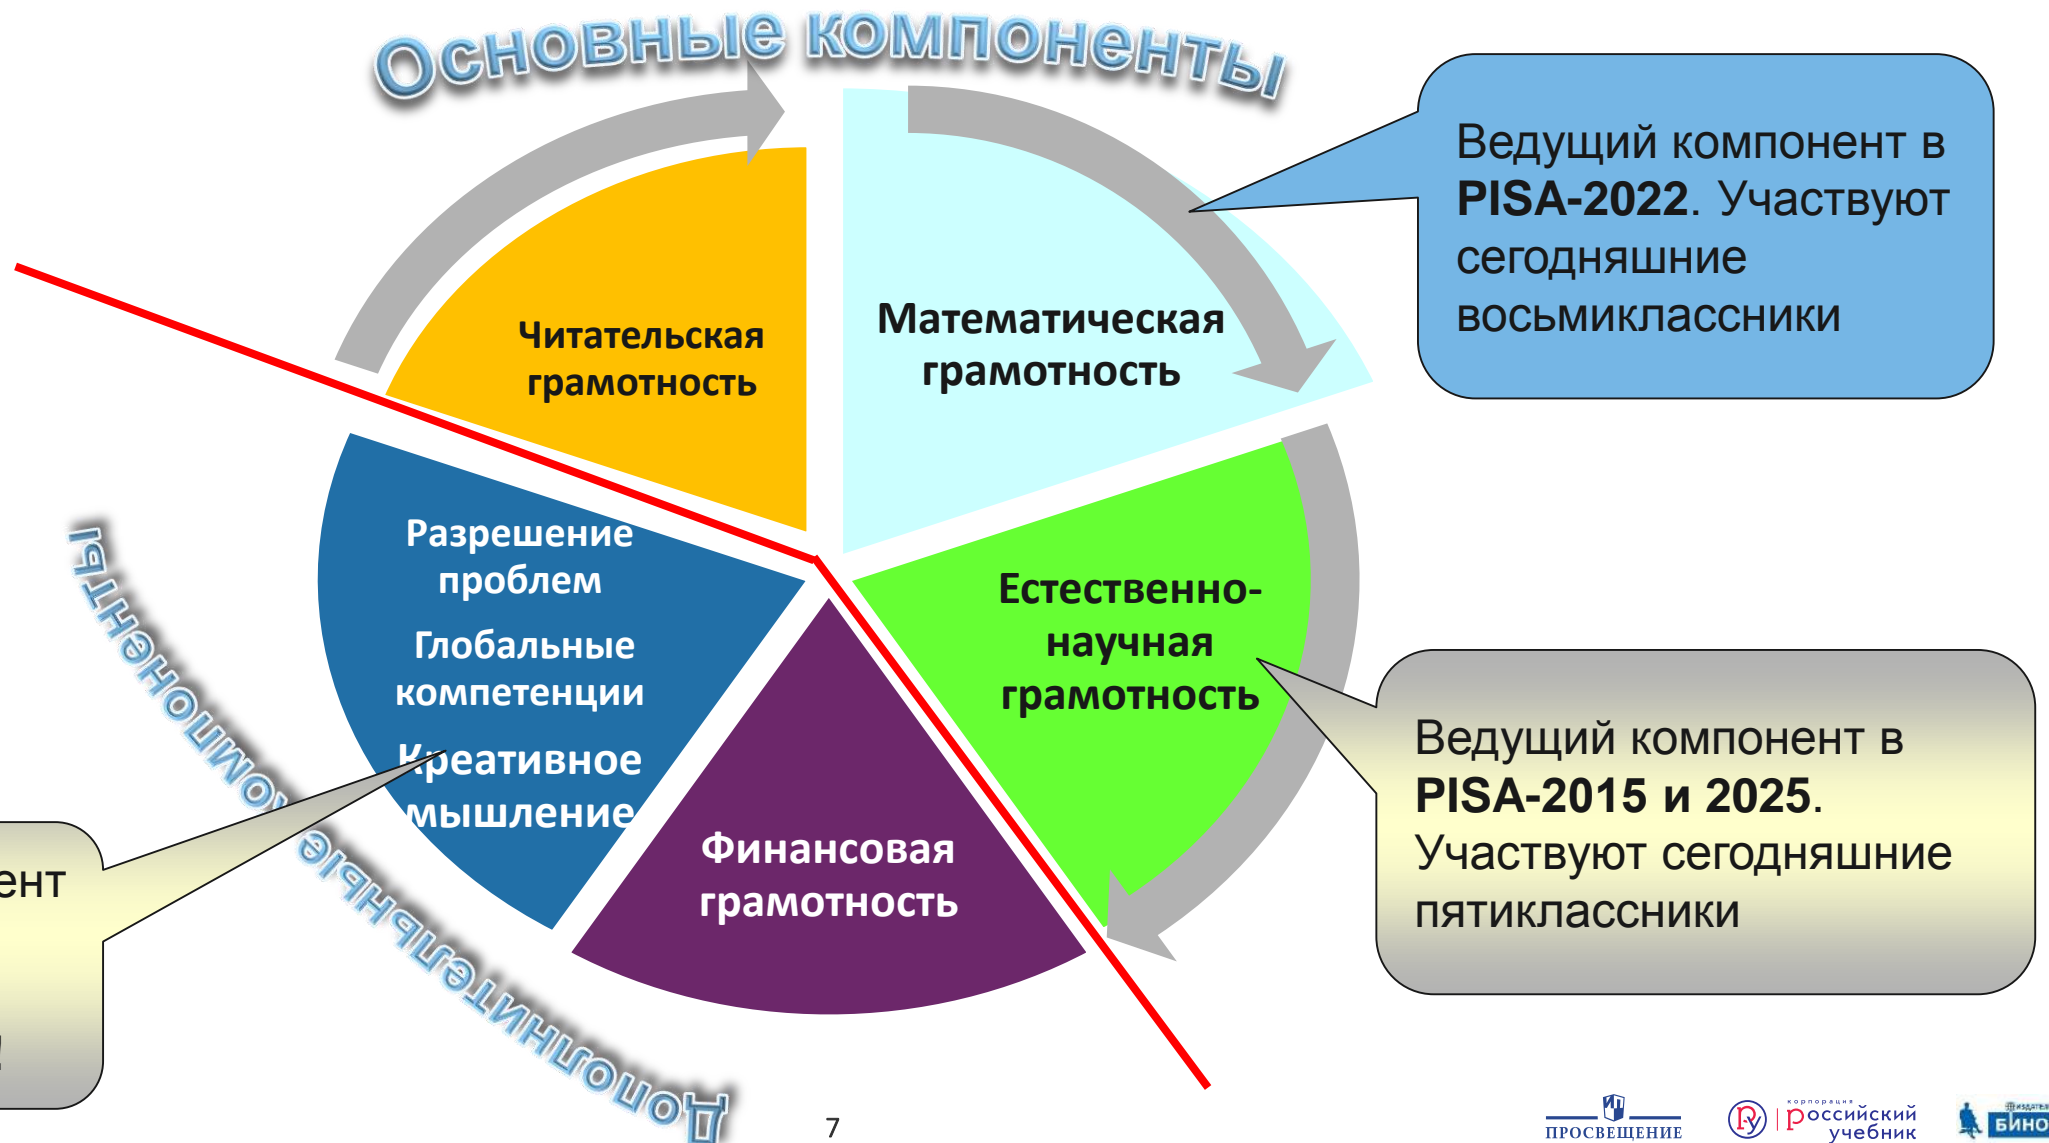 Основные компоненты
Ведущий компонент в
PISA-2022. Участвуют
сегодняшние
восьмиклассники
Читательская
грамотность
Математическая
грамотность
Разрешение
проблем
Глобальные
компетенции
Креативное
мышление
Естественно-
научная
грамотность
Финансовая
грамотность
Ведущий компонент в
PISA-2015 и 2025.
Участвуют сегодняшние
пятиклассники
Дополнительные компоненты
ент
!
7
ПРОСВЕЩЕНИЕ
корпорация
российский
учебник
БИНО